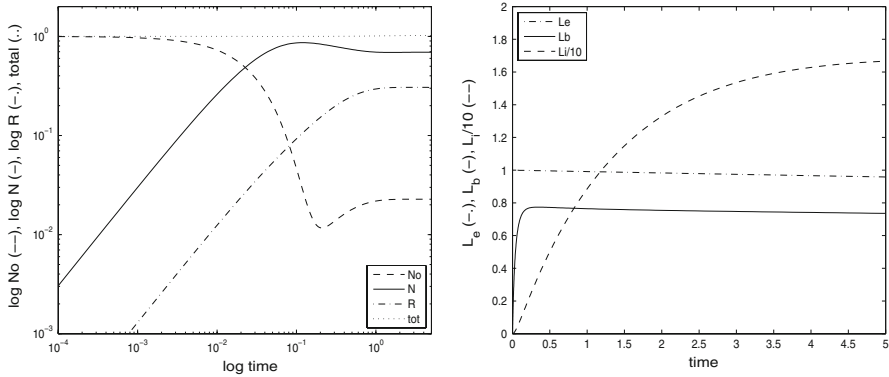 log No (−−), log N (−), log R (−.), total (..)
10^0
10^-1
10^-2
10^-3
10^-4
10^-3
10^-2
10^-1
10^0
log time
No
N
R
tot
L_e (−.), L_b (−), L_i/10 (−−)
2
1.8
1.6
1.4
1.2
1
0.8
0.6
0.4
0.2
0
0
0.5
1
1.5
2
2.5
3
3.5
4
4.5
5
time
Le
Lb
Li/10